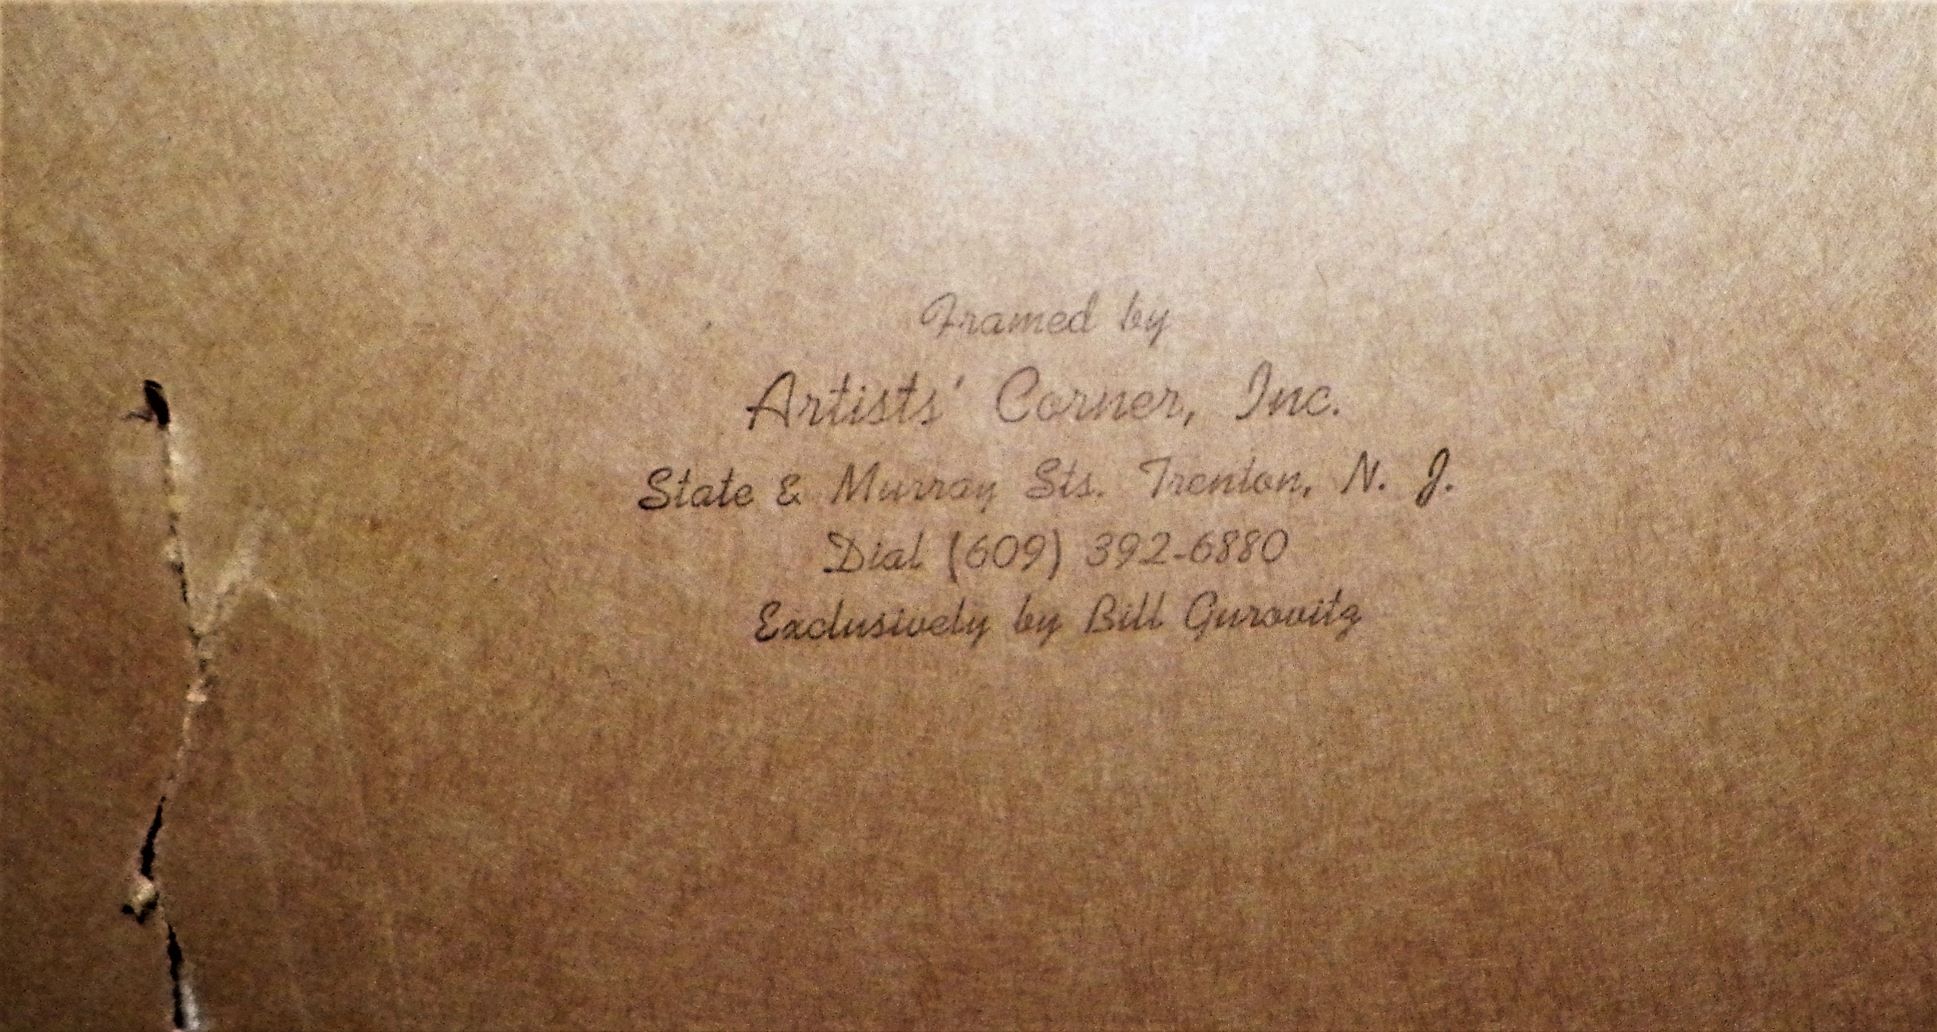 Framed by
Artists' Corner, Inc.
State & Murray Sts. Trenton, N. J.
Dial (609) 392-6880
Exclusively by Bill Gurovitz